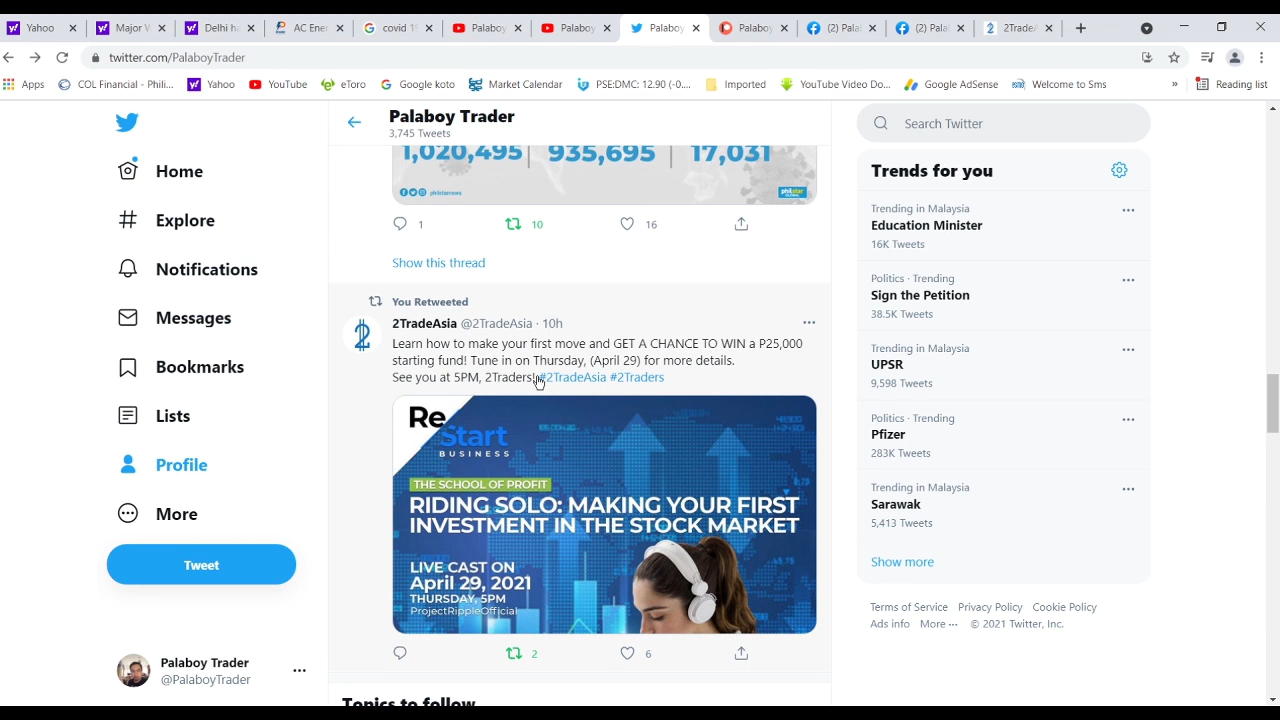 Yahoo
Major V
Delhi ha
AC Ener
covid 19
Palaboy
Palaboy
Palaboy
Palaboy
(2) Pala
(2) Pala
2TradeA
twitter.com/PalaboyTrader
Apps
COL Financial - Phili...
Yahoo
YouTube
eToro
Google koto
Market Calendar
PSE:DMC: 12.90 (-0....
Imported
YouTube Video Do...
Google AdSense
Welcome to Sms
»
Reading list
Home
Explore
Notifications
Messages
Bookmarks
Lists
Profile
More
Tweet
Palaboy Trader
@PalaboyTrader
Palaboy Trader
3,745 Tweets
1,020,495 935,695 17,031
philstarnews
philstar
GLOBAL
1 10 16
Show this thread
You Retweeted
2TradeAsia @2TradeAsia · 10h
Learn how to make your first move and GET A CHANCE TO WIN a P25,000
starting fund! Tune in on Thursday, (April 29) for more details.
See you at 5PM, 2Traders! #2TradeAsia #2Traders
Re
Start
BUSINESS
THE SCHOOL OF PROFIT
RIDING SOLO: MAKING YOUR FIRST
INVESTMENT IN THE STOCK MARKET
LIVE CAST ON
April 29, 2021
THURSDAY, 5PM
ProjectRippleOfficial
2 6
Topics to follow
Search Twitter
Trends for you
Trending in Malaysia
Education Minister
16K Tweets
Politics · Trending
Sign the Petition
38.5K Tweets
Trending in Malaysia
UPSR
9,598 Tweets
Politics · Trending
Pfizer
283K Tweets
Trending in Malaysia
Sarawak
5,413 Tweets
Show more
Terms of Service Privacy Policy Cookie Policy
Ads info More ··· © 2021 Twitter, Inc.